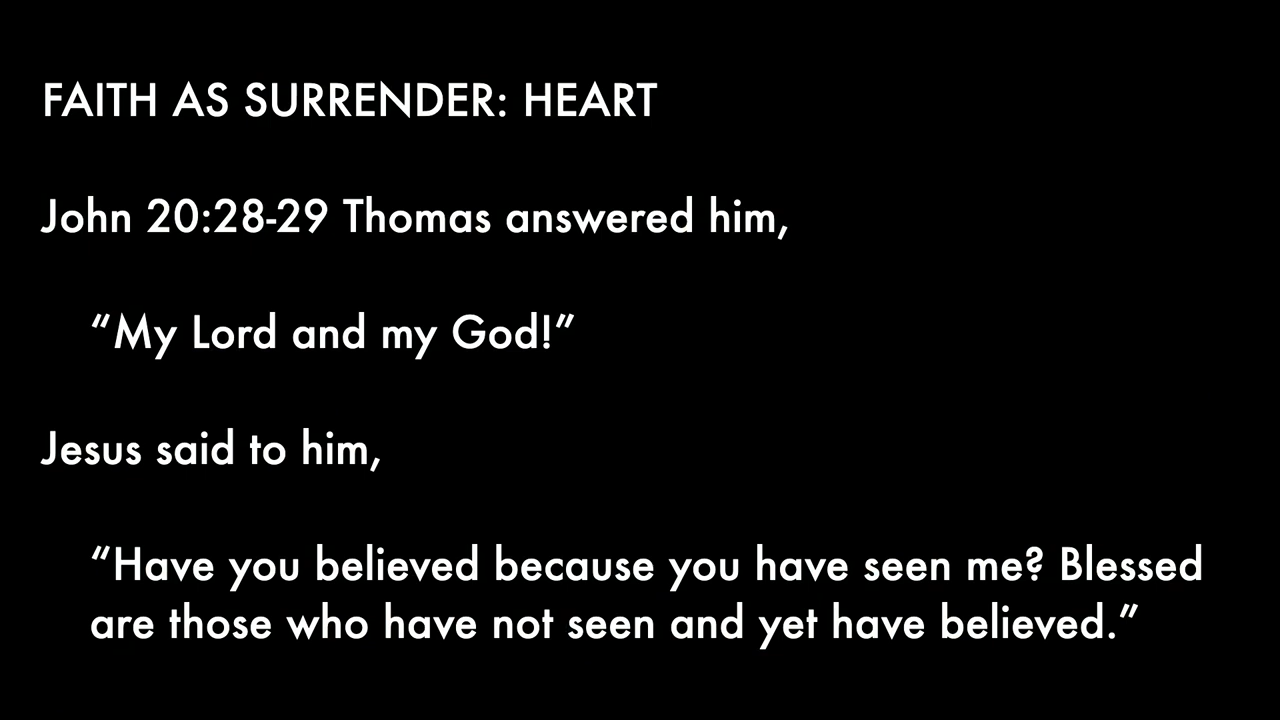 FAITH AS SURRENDER: HEART
John 20:28-29 Thomas answered him,
“My Lord and my God!”
Jesus said to him,
“Have you believed because you have seen me? Blessed
are those who have not seen and yet have believed.”